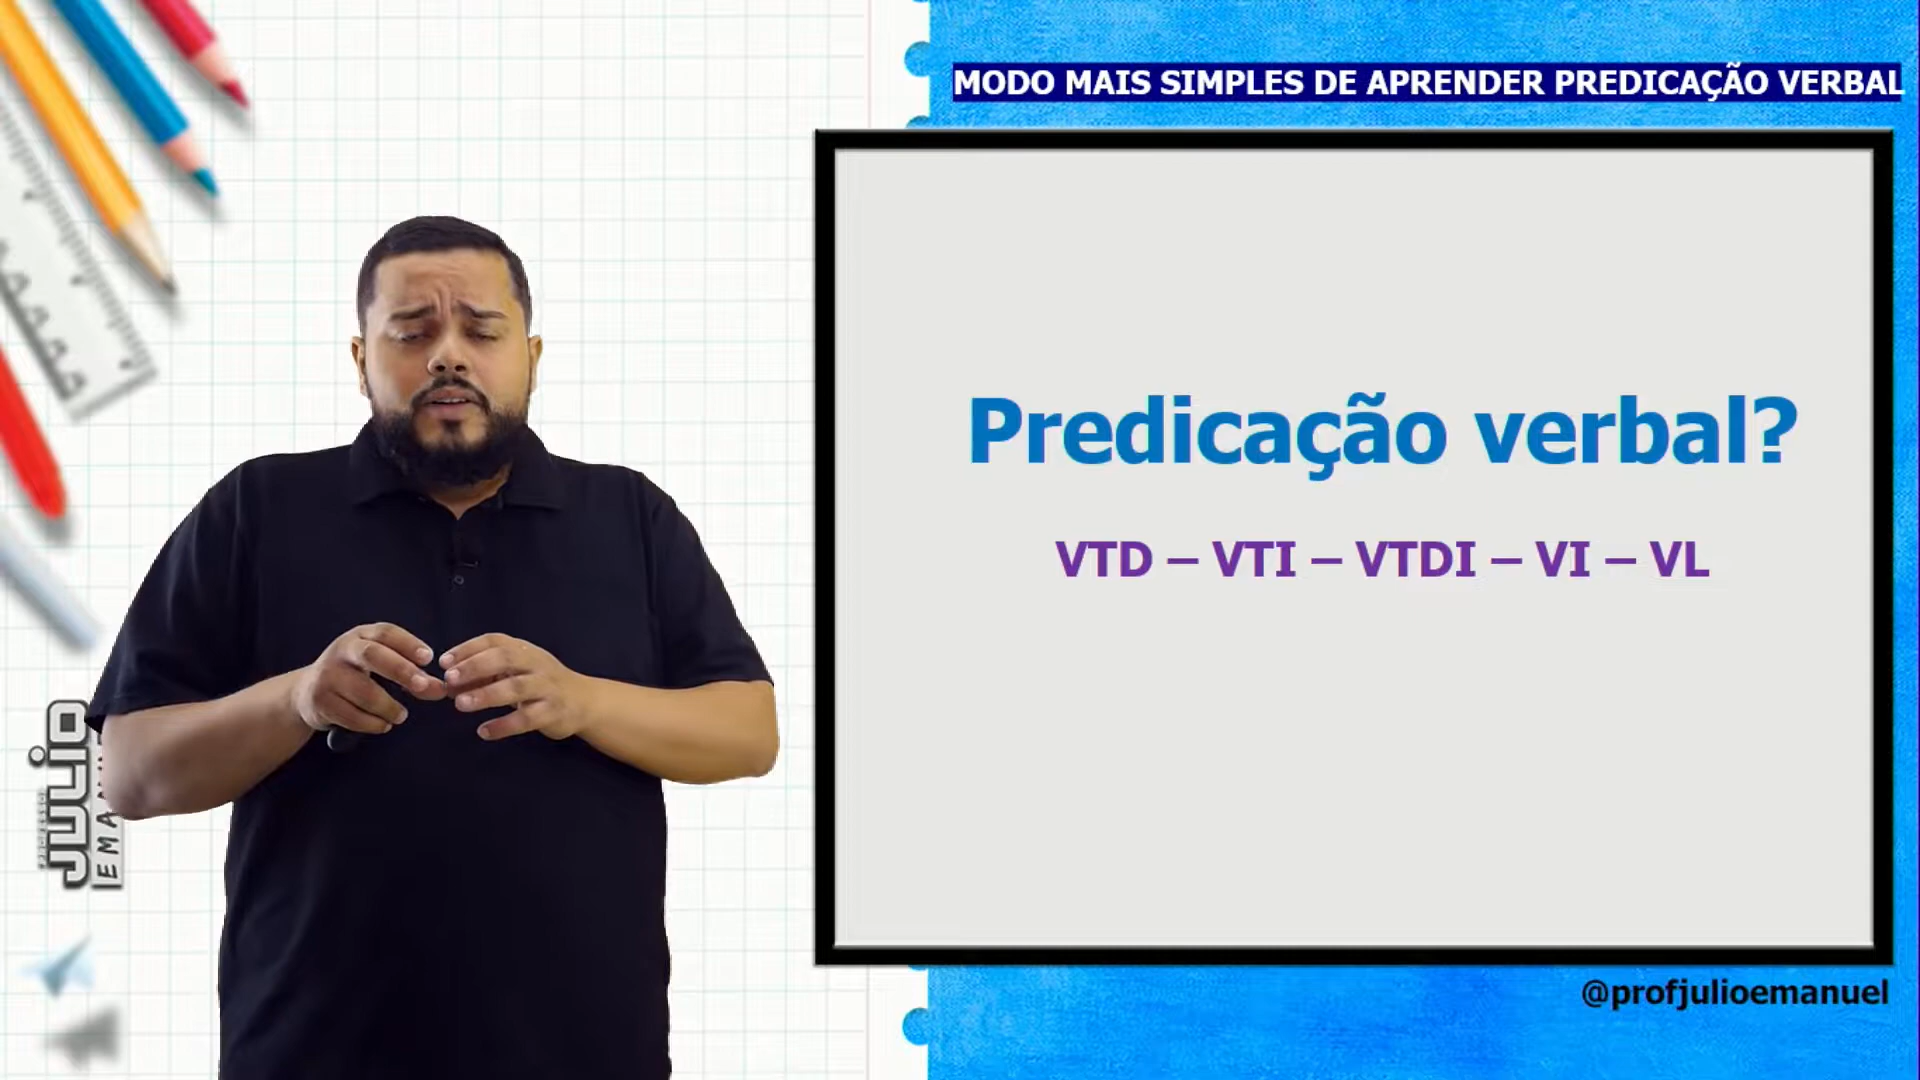 MODO MAIS SIMPLES DE APRENDER PREDICAÇÃO VERBAL
Predicação verbal?
VTD – VTI – VTDI – VI – VL
@profjulioemanuel
JULIO